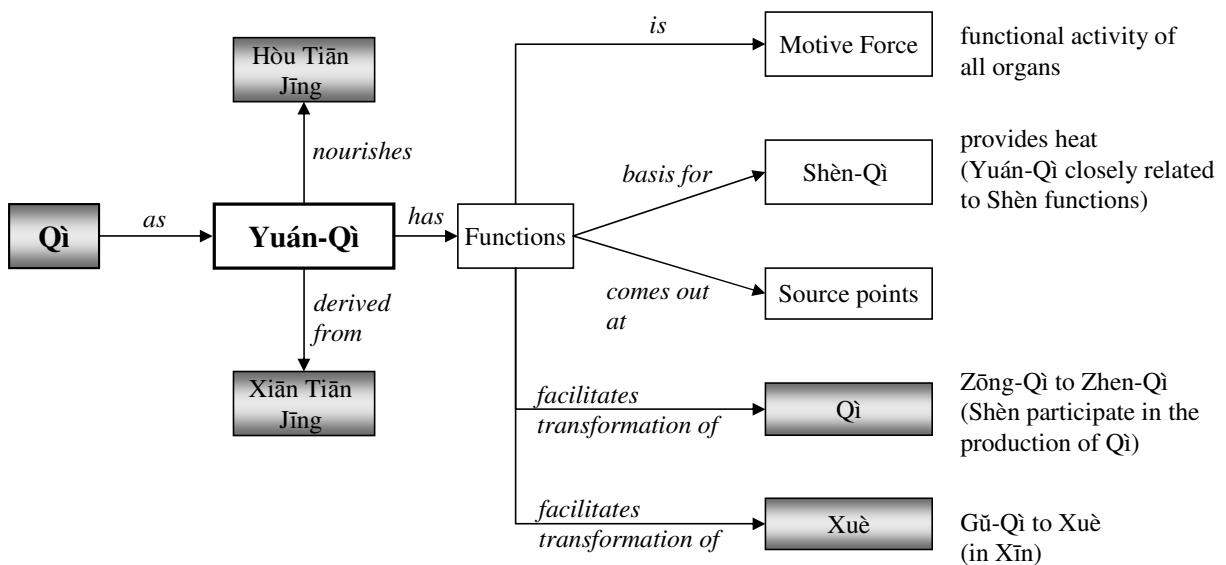 Hòu Tiān
Jīng
nourishes
Qì
as
Yuán-Qì
has
Functions
derived
from
Xiān Tiān
Jīng
is
Motive Force
functional activity of
all organs
basis for
Shèn-Qì
provides heat
(Yuán-Qì closely related
to Shèn functions)
comes out
at
Source points
facilitates
transformation of
Qì
Zōng-Qì to Zhen-Qì
(Shèn participate in the
production of Qì)
facilitates
transformation of
Xuè
Gǔ-Qì to Xuè
(in Xīn)